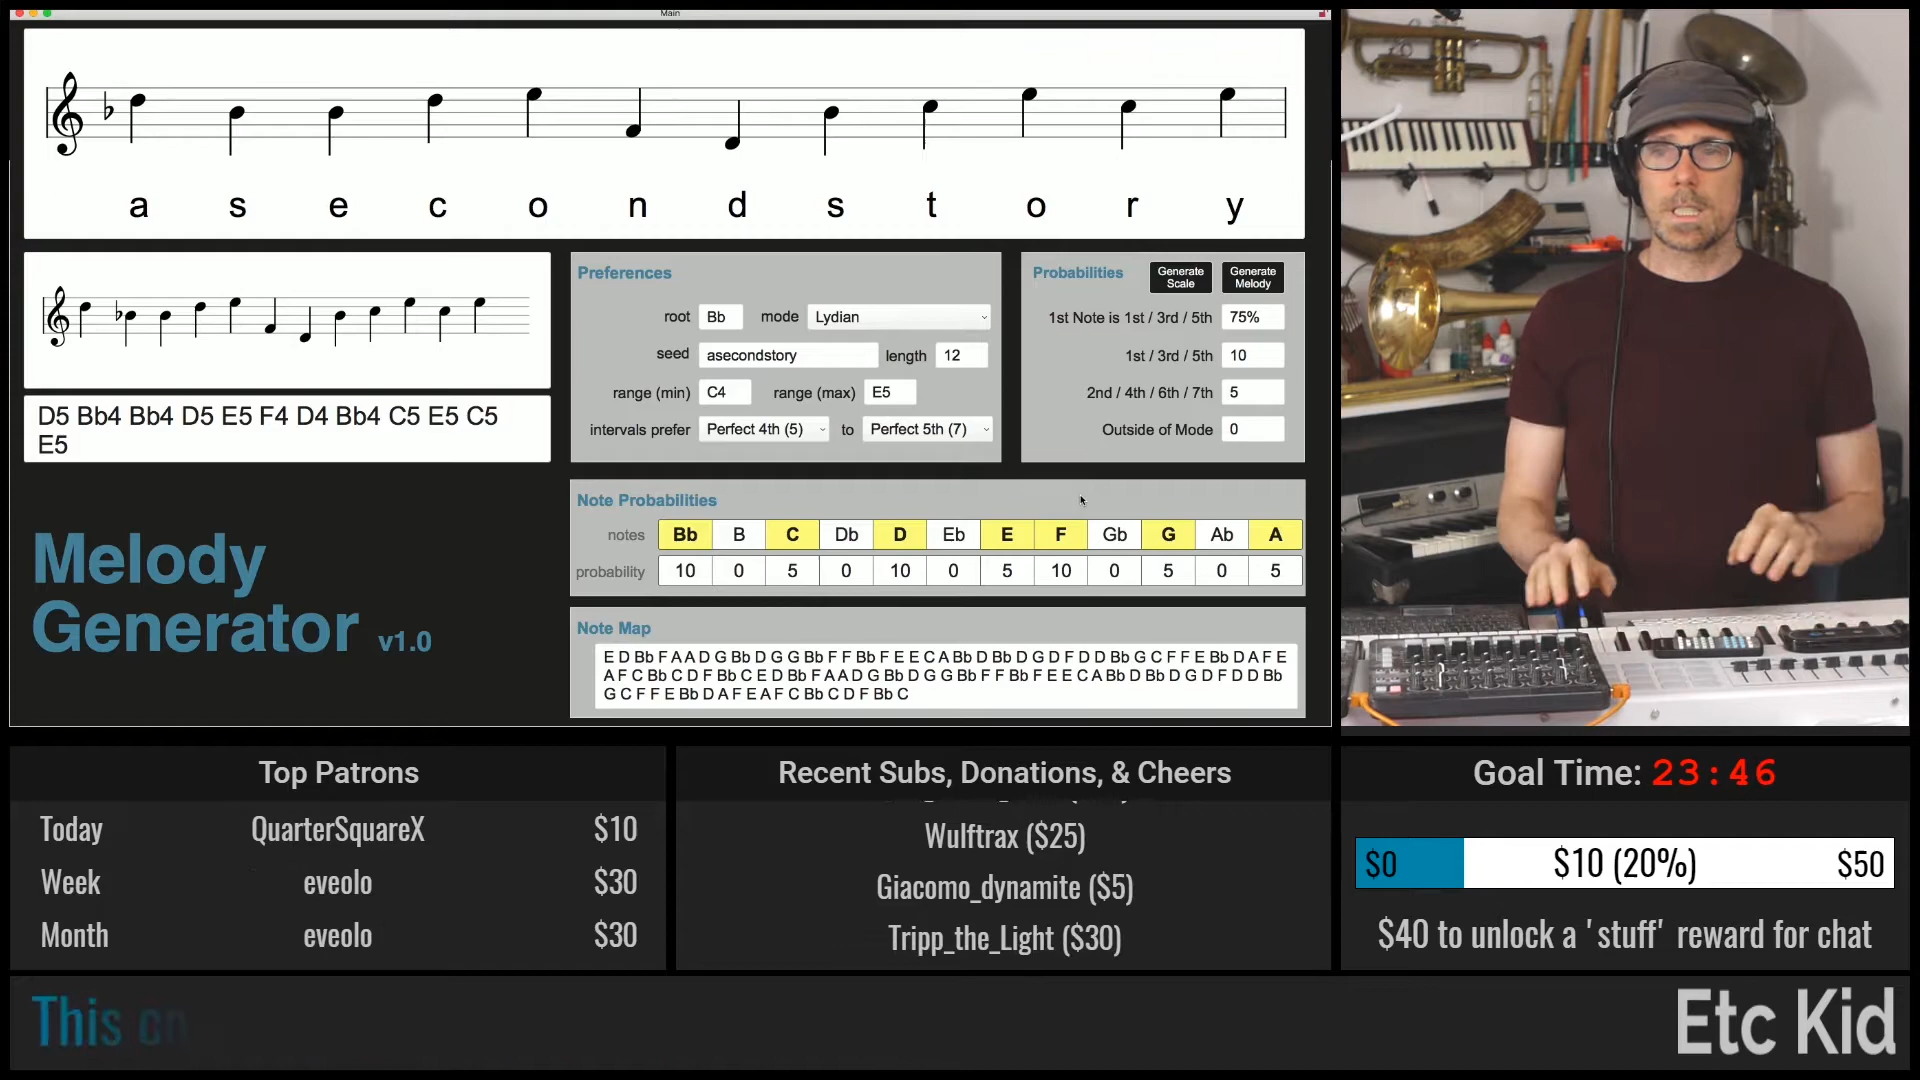 Main
a s e c o n d s t o r y
D5 Bb4 Bb4 D5 E5 F4 D4 Bb4 C5 E5 C5
E5
Melody
Generator v1.0
Preferences
root Bb mode Lydian
seed asecondstory length 12
range (min) C4 range (max) E5
intervals prefer Perfect 4th (5) to Perfect 5th (7)
Probabilities
Generate
Scale
Generate
Melody
1st Note is 1st / 3rd / 5th 75%
1st / 3rd / 5th 10
2nd / 4th / 6th / 7th 5
Outside of Mode 0
Note Probabilities
notes Bb B C Db D Eb E F Gb G Ab A
probability 10 0 5 0 10 0 5 10 0 5 0 5
Note Map
E D Bb F A A D G Bb D G G Bb F F Bb F E E C A Bb D Bb D G D F D D Bb G C F F E Bb D A F E
A F C Bb C D F Bb C E D Bb F A A D G Bb D G G Bb F F Bb F E E C A Bb D Bb D G D F D D Bb
G C F F E Bb D A F E A F C Bb C D F Bb C
Top Patrons
Today QuarterSquareX $10
Week eveolo $30
Month eveolo $30
Recent Subs, Donations, & Cheers
Wulftrax ($25)
Giacomo_dynamite ($5)
Tripp_the_Light ($30)
Goal Time: 23:46
$0 $10 (20%) $50
$40 to unlock a 'stuff' reward for chat
This on
Etc Kid